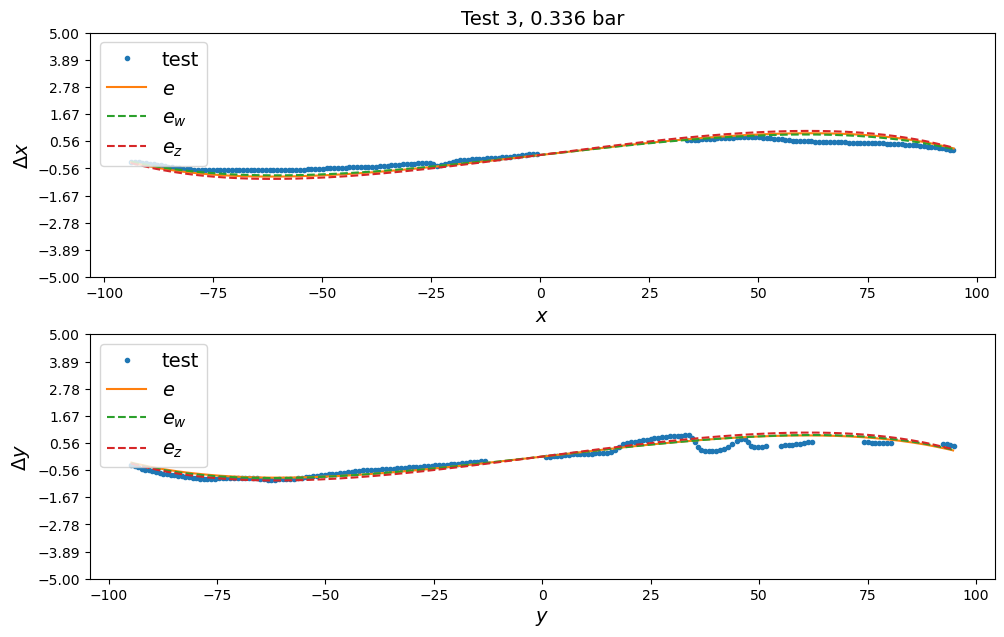 Test 3, 0.336 bar
5.00
3.89
2.78
1.67
0.56
−0.56
−1.67
−2.78
−3.89
−5.00
Δx
test
e
e_w
e_z
−100 −75 −50 −25 0 25 50 75 100
x
5.00
3.89
2.78
1.67
0.56
−0.56
−1.67
−2.78
−3.89
−5.00
Δy
test
e
e_w
e_z
−100 −75 −50 −25 0 25 50 75 100
y